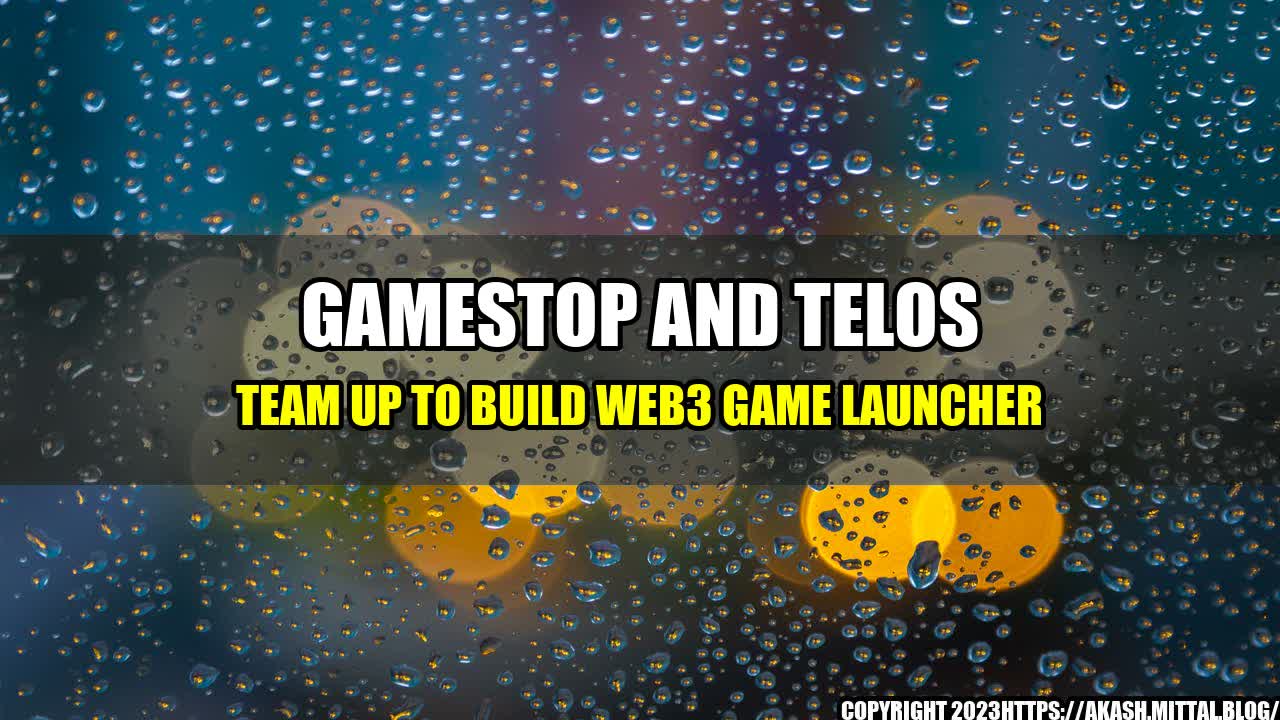 GAMESTOP AND TELOS
TEAM UP TO BUILD WEB3 GAME LAUNCHER
COPYRIGHT 2023HTTPS://AKASH.MITTAL.BLOG/